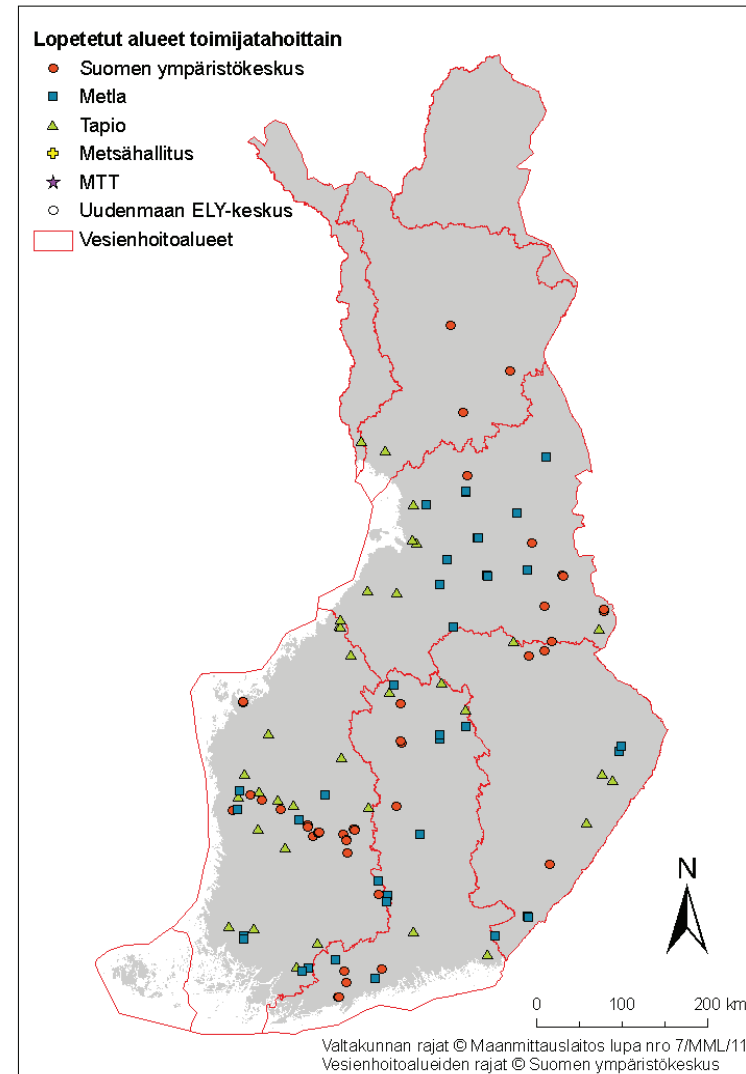 Lopetetut alueet toimijatahoittain
Suomen ympäristökeskus
Metla
Tapio
Metsähallitus
MTT
Uudenmaan ELY-keskus
Vesienhoitoalueet
N
0 100 200 km
Valtakunnan rajat © Maanmittauslaitos lupa nro 7/MML/11
Vesienhoitoalueiden rajat © Suomen ympäristökeskus